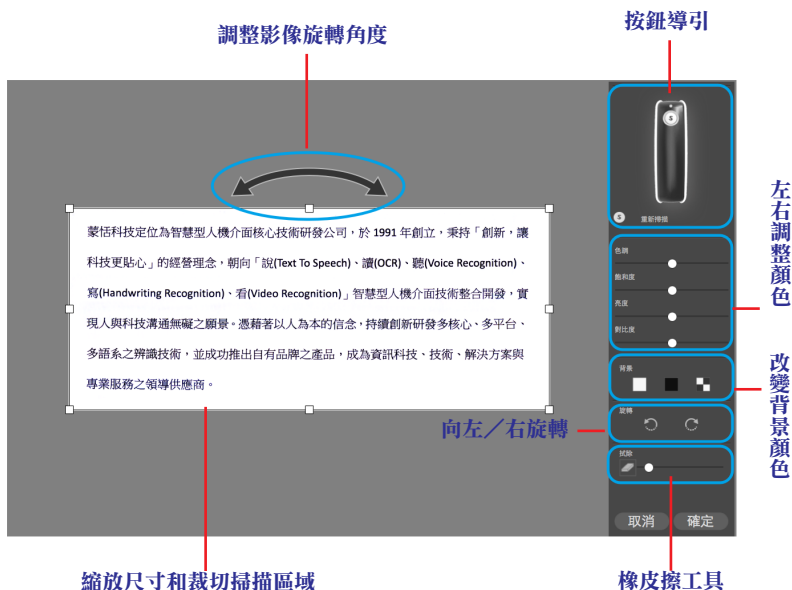 調整影像旋轉角度
按鈕導引
S
S 重新掃描
左右調整顏色
蒙恬科技定位為智慧型人機介面核心技術研發公司，於 1991 年創立，秉持「創新，讓
科技更貼心」的經營理念，朝向「說(Text To Speech)、讀(OCR)、聽(Voice Recognition)、
寫(Handwriting Recognition)、看(Video Recognition)」智慧型人機介面技術整合開發，實
現人與科技溝通無礙之願景。憑藉著以人為本的信念，持續創新研發多核心、多平台、
多語系之辨識技術，並成功推出自有品牌之產品，成為資訊科技、技術、解決方案與
專業服務之領導供應商。
色調
飽和度
亮度
對比度
背景
改變背景顏色
旋轉
向左／右旋轉
拭除
取消 確定
縮放尺寸和裁切掃描區域
橡皮擦工具